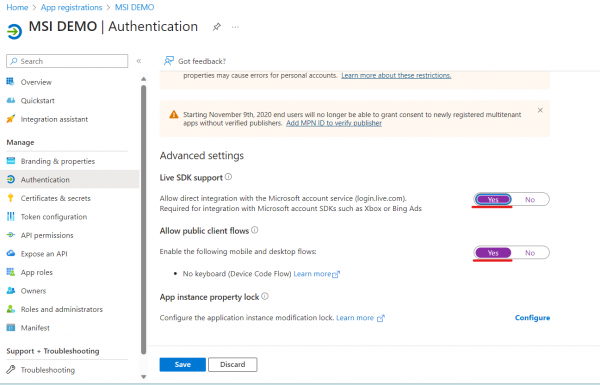 Home > App registrations > MSI DEMO
MSI DEMO | Authentication
Search
Got feedback?
Overview
Quickstart
Integration assistant
Manage
Branding & properties
Authentication
Certificates & secrets
Token configuration
API permissions
Expose an API
App roles
Owners
Roles and administrators
Manifest
Support + Troubleshooting
Troubleshooting
properties may cause errors for personal accounts. Learn more about these restrictions.
Starting November 9th, 2020 end users will no longer be able to grant consent to newly registered multitenant
apps without verified publishers. Add MPN ID to verify publisher
Advanced settings
Live SDK support
Allow direct integration with the Microsoft account service (login.live.com).
Required for integration with Microsoft account SDKs such as Xbox or Bing Ads
Yes No
Allow public client flows
Enable the following mobile and desktop flows:
Yes No
• No keyboard (Device Code Flow) Learn more
App instance property lock
Configure the application instance modification lock. Learn more
Configure
Save Discard